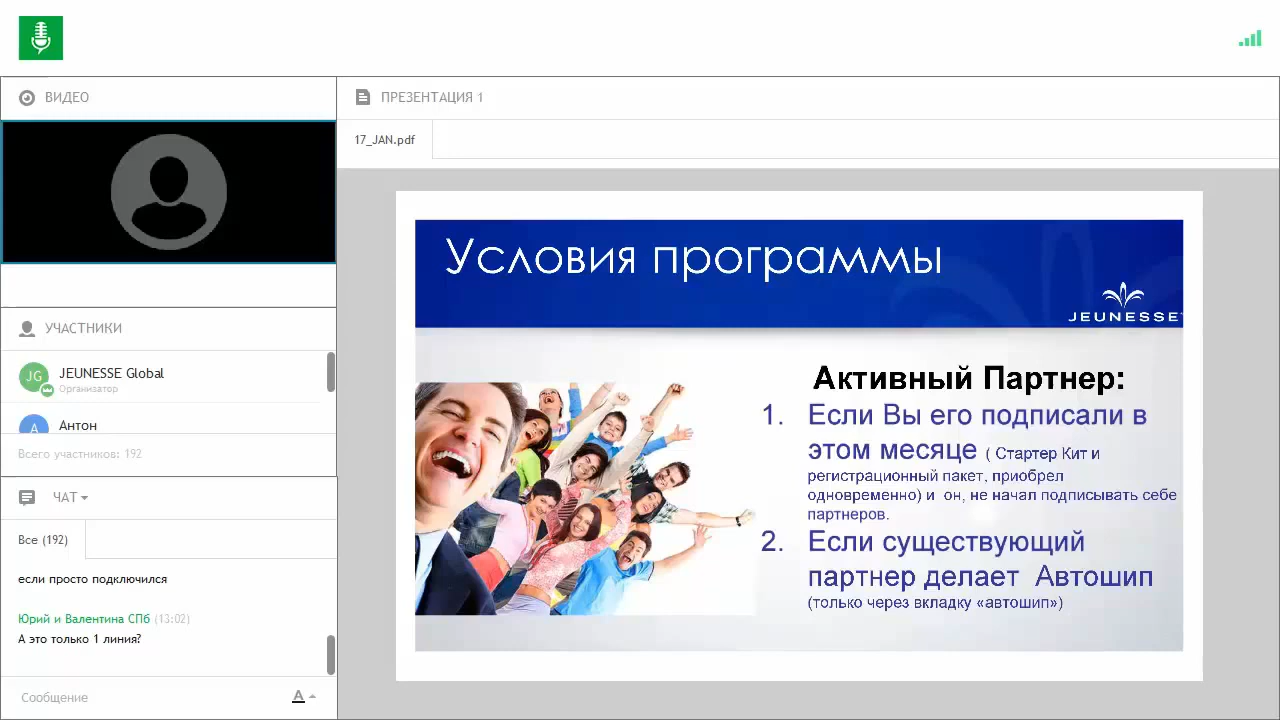 ВИДЕО
УЧАСТНИКИ
JG
JEUNESSE Global
Организатор
А
Антон
Всего участников: 192
ЧАТ
Все (192)
если просто подключился
Юрий и Валентина СПб (13:02)
А это только 1 линия?
Сообщение
A
ПРЕЗЕНТАЦИЯ 1
17_JAN.pdf
Условия программы
JEUNESSE
Активный Партнер:
1. Если Вы его подписали в
этом месяце ( Стартер Кит и
регистрационный пакет, приобрел
одновременно) и он, не начал подписывать себе
партнеров.
2. Если существующий
партнер делает Автошип
(только через вкладку «автошип»)